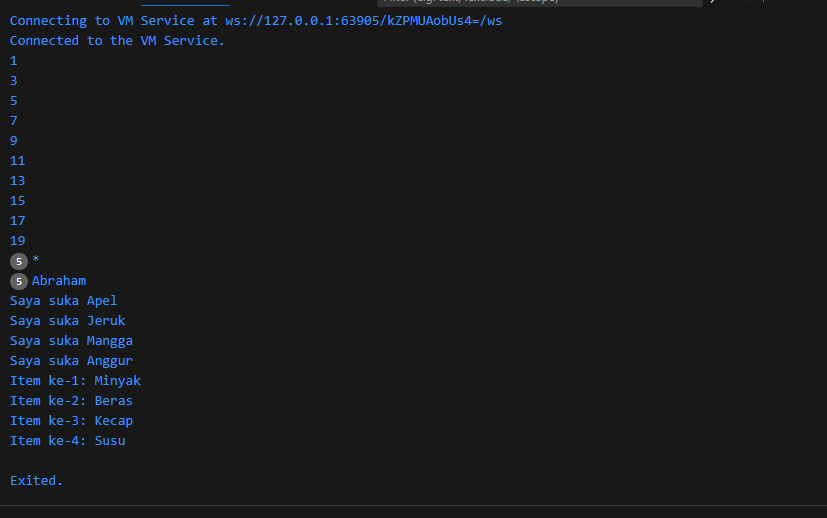 Connecting to VM Service at ws://127.0.0.1:63905/kZPMUAobUs4=/ws
Connected to the VM Service.
1
3
5
7
9
11
13
15
17
19
5 *
5 Abraham
Saya suka Apel
Saya suka Jeruk
Saya suka Mangga
Saya suka Anggur
Item ke-1: Minyak
Item ke-2: Beras
Item ke-3: Kecap
Item ke-4: Susu
Exited.